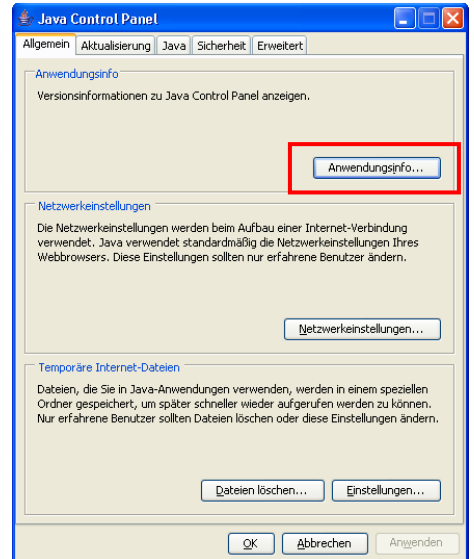 Java Control Panel
Allgemein Aktualisierung Java Sicherheit Erweitert
Anwendungsinfo
Versionsinformationen zu Java Control Panel anzeigen.
Anwendungsinfo...
Netzwerkeinstellungen
Die Netzwerkeinstellungen werden beim Aufbau einer Internet-Verbindung
verwendet. Java verwendet standardmäßig die Netzwerkeinstellungen Ihres
Webbrowsers. Diese Einstellungen sollten nur erfahrene Benutzer ändern.
Netzwerkeinstellungen...
Temporäre Internet-Dateien
Dateien, die Sie in Java-Anwendungen verwenden, werden in einem speziellen
Ordner gespeichert, um später schneller wieder aufgerufen werden zu können.
Nur erfahrene Benutzer sollten Dateien löschen oder diese Einstellungen ändern.
Dateien löschen... Einstellungen...
OK Abbrechen Anwenden